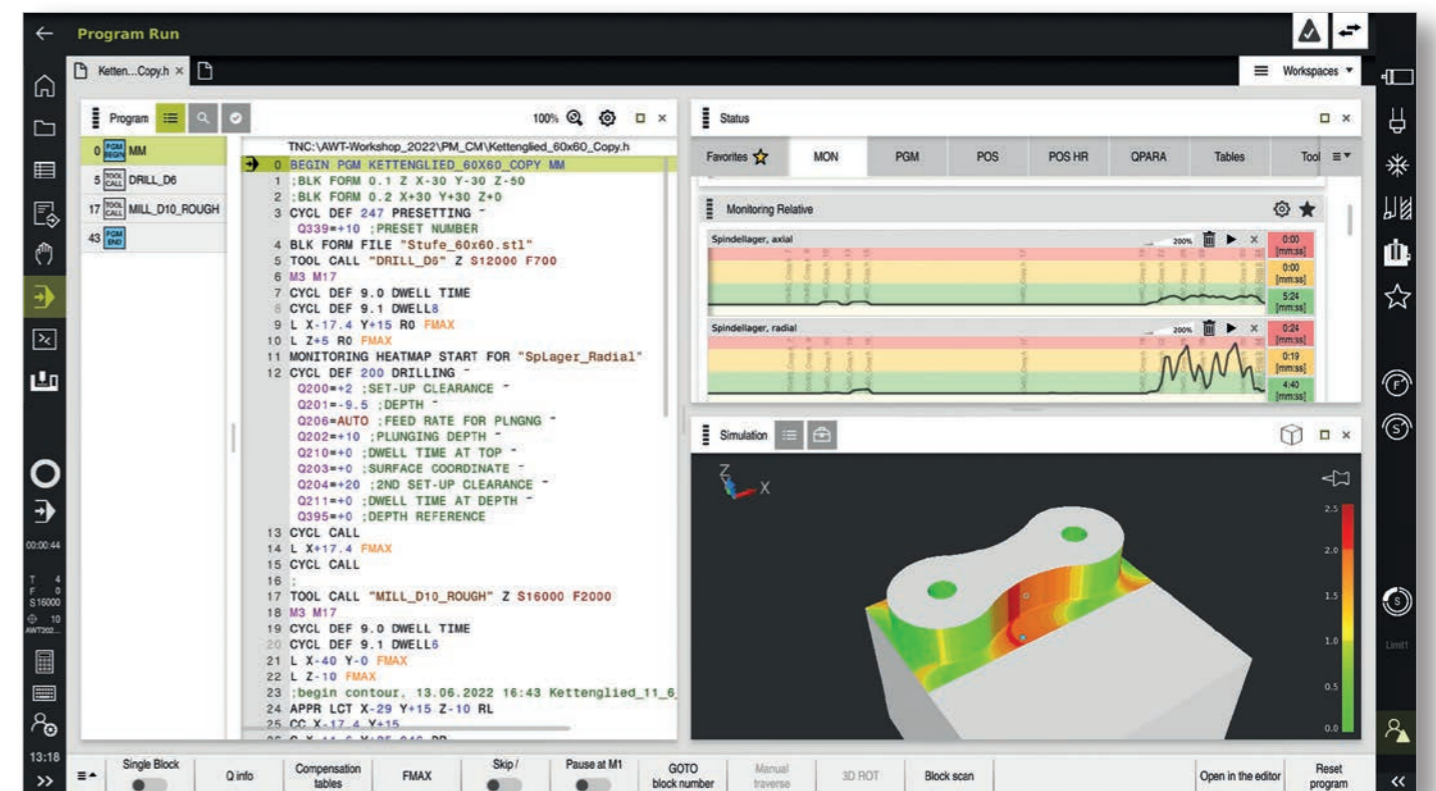 Program Run
Ketten...Copy.h ×
Workspaces
Program
100%
0 PGM BEGIN MM
5 TOOL CALL DRILL_D6
17 TOOL CALL MILL_D10_ROUGH
43 PGM END
TNC:\AWT-Workshop_2022\PM_CM\Kettenglied_60x60_Copy.h
0 BEGIN PGM KETTENGLIED_60X60_COPY MM
1 ;BLK FORM 0.1 Z X-30 Y-30 Z-50
2 ;BLK FORM 0.2 X+30 Y+30 Z+0
3 CYCL DEF 247 PRESETTING ~
Q339=+10 ;PRESET NUMBER
4 BLK FORM FILE "Stufe_60x60.stl"
5 TOOL CALL "DRILL_D6" Z S12000 F700
6 M3 M17
7 CYCL DEF 9.0 DWELL TIME
8 CYCL DEF 9.1 DWELL8
9 L X-17.4 Y+15 R0 FMAX
10 L Z+5 R0 FMAX
11 MONITORING HEATMAP START FOR "SpLager_Radial"
12 CYCL DEF 200 DRILLING ~
Q200=+2 ;SET-UP CLEARANCE ~
Q201=-9.5 ;DEPTH ~
Q206=AUTO ;FEED RATE FOR PLNGNG ~
Q202=+10 ;PLUNGING DEPTH ~
Q210=+0 ;DWELL TIME AT TOP ~
Q203=+0 ;SURFACE COORDINATE ~
Q204=+20 ;2ND SET-UP CLEARANCE ~
Q211=+0 ;DWELL TIME AT DEPTH ~
Q395=+0 ;DEPTH REFERENCE
13 CYCL CALL
14 L X+17.4 FMAX
15 CYCL CALL
16 ;
17 TOOL CALL "MILL_D10_ROUGH" Z S16000 F2000
18 M3 M17
19 CYCL DEF 9.0 DWELL TIME
20 CYCL DEF 9.1 DWELL6
21 L X-40 Y-0 FMAX
22 L Z-10 FMAX
23 ;begin contour, 13.06.2022 16:43 Kettenglied_11_6_
24 APPR LCT X-29 Y+15 Z-10 RL
25 CC X-17.4 Y+15
Status
Favorites MON PGM POS POS HR QPARA Tables Tool
Monitoring Relative
Spindellager, axial
200%
0:00
[mm:ss]
0:00
[mm:ss]
5:24
[mm:ss]
Spindellager, radial
200%
0:24
[mm:ss]
0:19
[mm:ss]
4:40
[mm:ss]
Simulation
Z
X
2.5
2.0
1.5
1.0
0.5
0.0
00:00:44
T 4
F 0
S 16000
10
AWT202...
13:18
F
S
S
Limit1
Single Block
Q info
Compensation
tables
FMAX
Skip /
Pause at M1
GOTO
block number
Manual
traverse
3D ROT
Block scan
Open in the editor
Reset
program